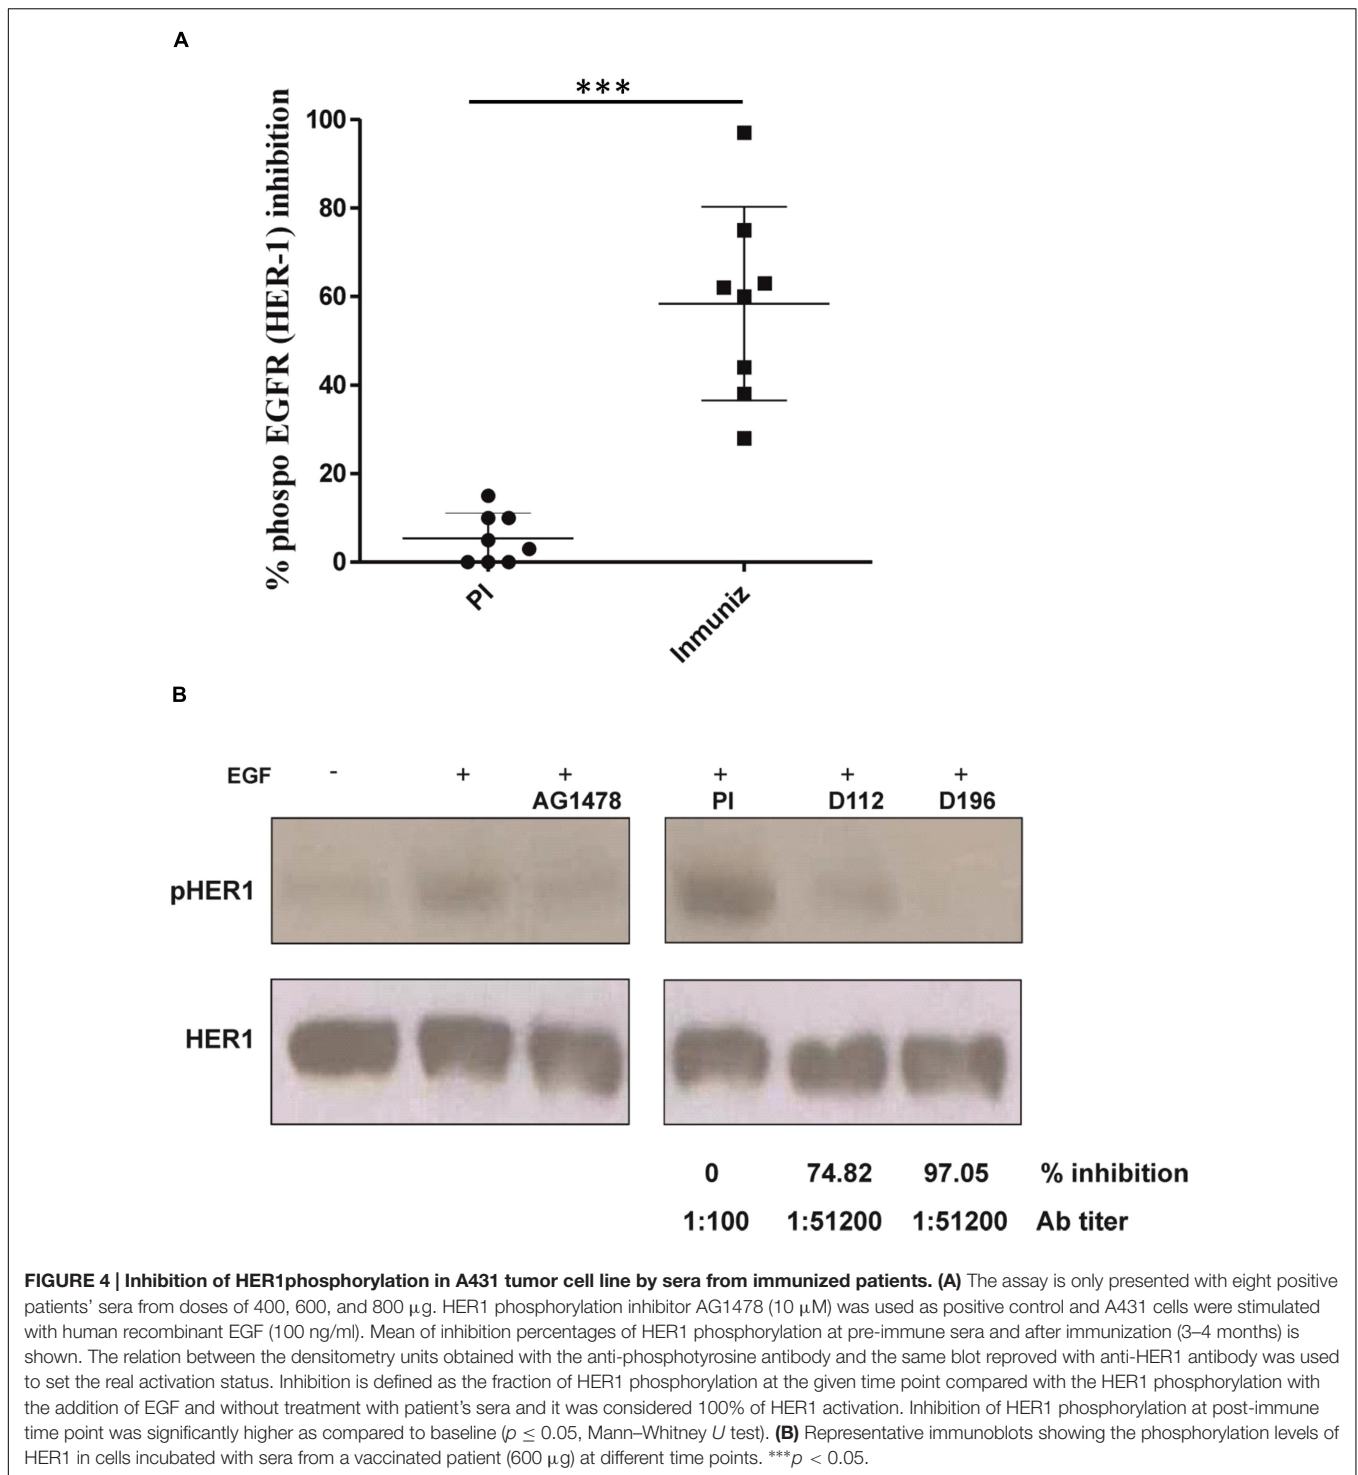 A
***
% phospo EGFR (HER-1) inhibition
100
80
60
40
20
0
PI
Inmuniz
B
EGF - + + + + +
AG1478 PI D112 D196
pHER1
HER1
0 74.82 97.05 % inhibition
1:100 1:51200 1:51200 Ab titer
FIGURE 4 | Inhibition of HER1phosphorylation in A431 tumor cell line by sera from immunized patients. (A) The assay is only presented with eight positive
patients' sera from doses of 400, 600, and 800 μg. HER1 phosphorylation inhibitor AG1478 (10 μM) was used as positive control and A431 cells were stimulated
with human recombinant EGF (100 ng/ml). Mean of inhibition percentages of HER1 phosphorylation at pre-immune sera and after immunization (3–4 months) is
shown. The relation between the densitometry units obtained with the anti-phosphotyrosine antibody and the same blot reproved with anti-HER1 antibody was used
to set the real activation status. Inhibition is defined as the fraction of HER1 phosphorylation at the given time point compared with the HER1 phosphorylation with
the addition of EGF and without treatment with patient's sera and it was considered 100% of HER1 activation. Inhibition of HER1 phosphorylation at post-immune
time point was significantly higher as compared to baseline (p ≤ 0.05, Mann–Whitney U test). (B) Representative immunoblots showing the phosphorylation levels of
HER1 in cells incubated with sera from a vaccinated patient (600 μg) at different time points. ***p < 0.05.